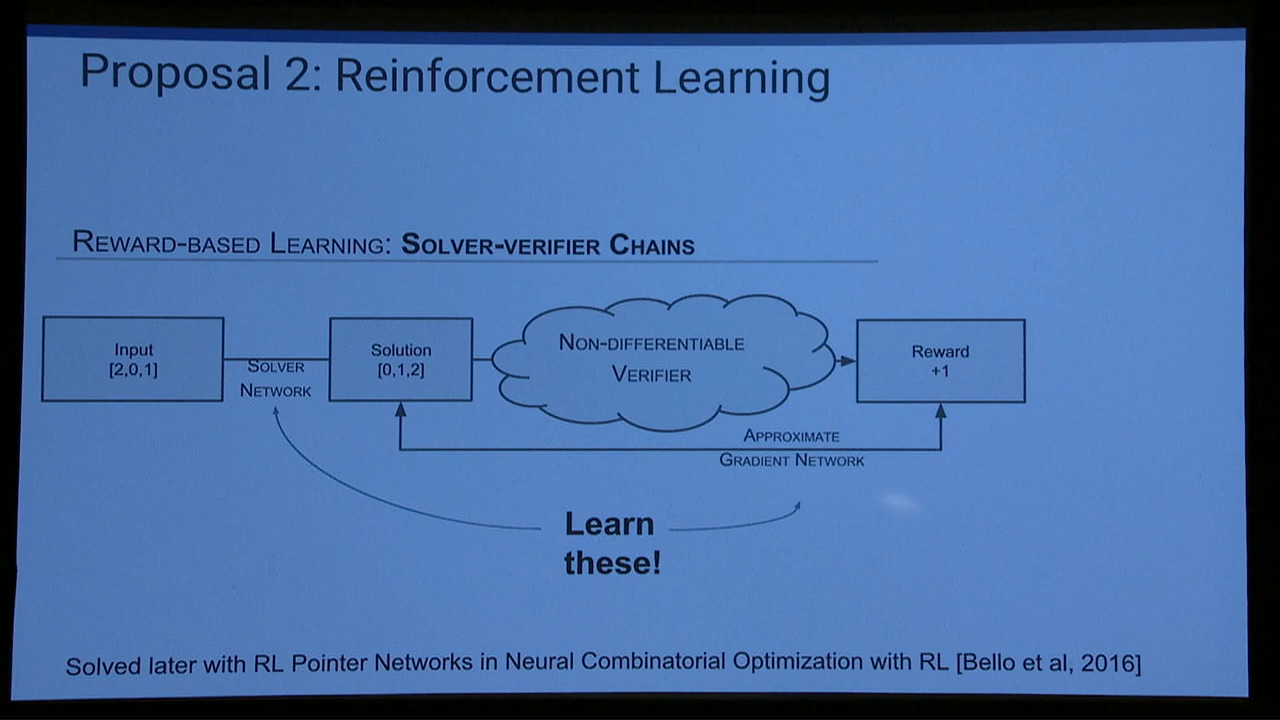 Proposal 2: Reinforcement Learning
REWARD-BASED LEARNING: SOLVER-VERIFIER CHAINS
Input
[2,0,1]
SOLVER
NETWORK
Solution
[0,1,2]
NON-DIFFERENTIABLE
VERIFIER
Reward
+1
APPROXIMATE
GRADIENT NETWORK
Learn
these!
Solved later with RL Pointer Networks in Neural Combinatorial Optimization with RL [Bello et al, 2016]